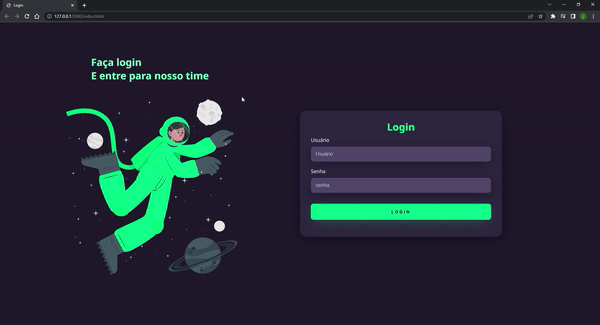 Login
127.0.0.1:5500/index.html
Faça login
E entre para nosso time
Login
Usuário
Usuário
Senha
senha
LOGIN